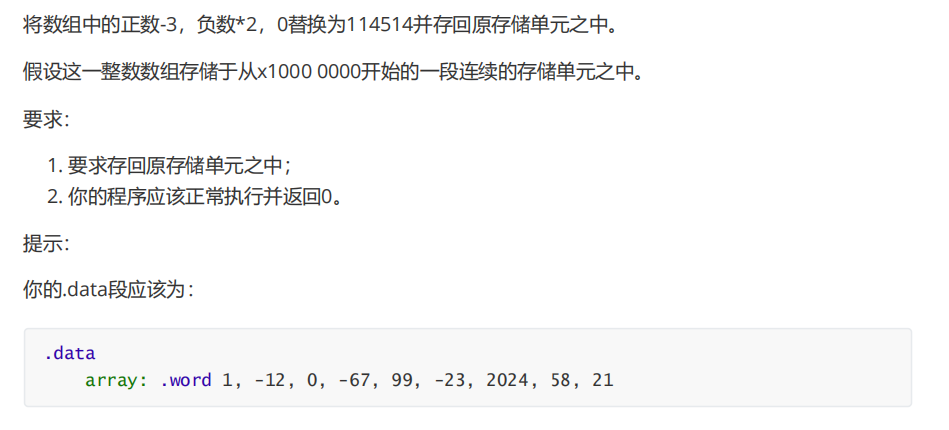 将数组中的正数-3，负数*2，0替换为114514并存回原存储单元之中。
假设这一整数数组存储于从x1000 0000开始的一段连续的存储单元之中。
要求：
1. 要求存回原存储单元之中；
2. 你的程序应该正常执行并返回0。
提示：
你的.data段应该为：
.data
array: .word 1, -12, 0, -67, 99, -23, 2024, 58, 21